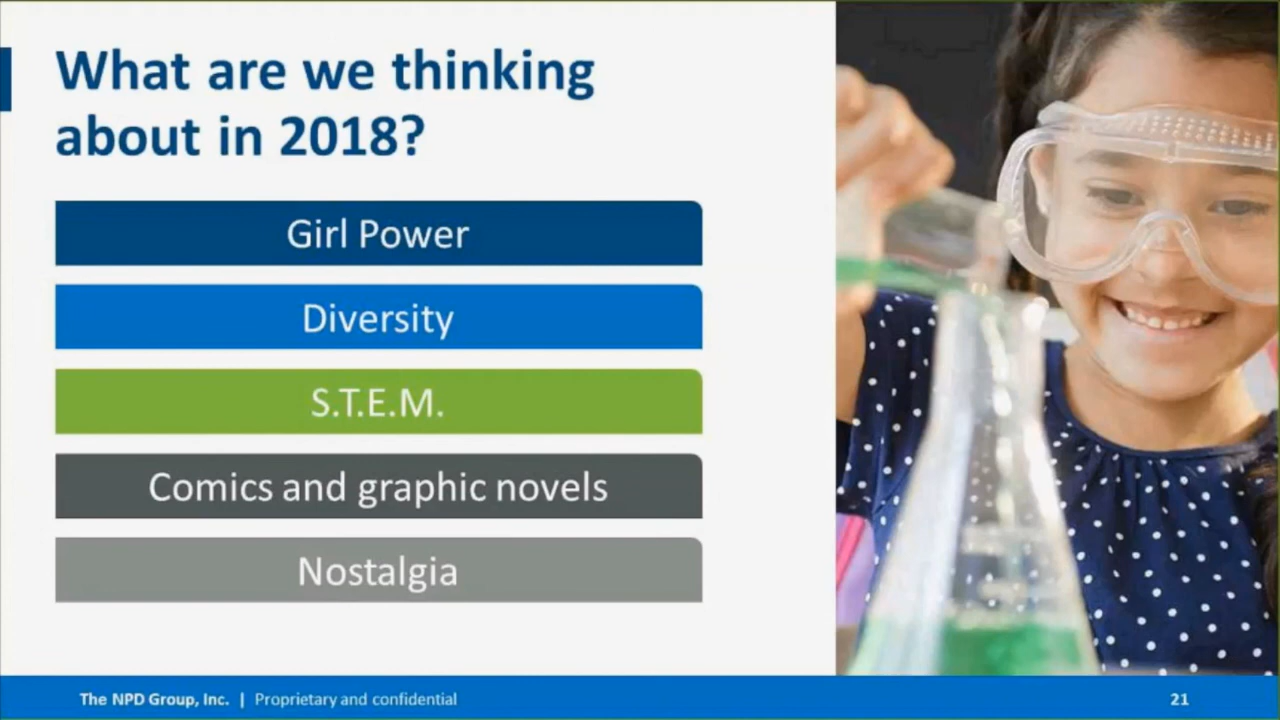 What are we thinking
about in 2018?
Girl Power
Diversity
S.T.E.M.
Comics and graphic novels
Nostalgia
The NPD Group, Inc. | Proprietary and confidential
21